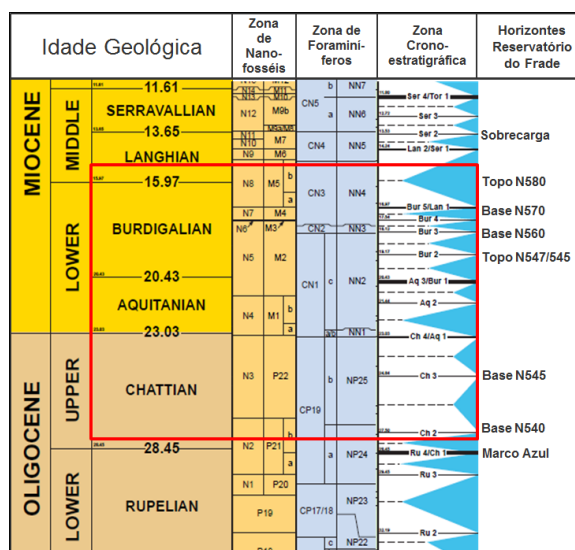 Idade Geológica
Zona
de
Nano-
fosséis
Zona de
Foraminí-
feros
Zona
Crono-
estratigráfica
Horizontes
Reservatório
do Frade
MIOCENE
MIDDLE
LOWER
OLIGOCENE
UPPER
LOWER
11.61
SERRAVALLIAN
13.65
LANGHIAN
15.97
BURDIGALIAN
20.43
AQUITANIAN
23.03
CHATTIAN
28.45
RUPELIAN
N12
M9b
N11
N10
M7
N9
M6
N8
M5
b
a
N7
M4
N6
M3
N5
M2
N4
M1
b
a
N3
P22
N2
P21
b
a
N1
P20
P19
CN5
b
NN7
a
NN6
CN4
NN5
CN3
NN4
CN2
NN3
CN1
c
NN2
a/b
NN1
CP19
b
NP25
a
NP24
CP17/18
NP23
c
NP22
Ser 4/Tor 1
Ser 3
Ser 2
Lan 2/Ser 1
Bur 5/Lan 1
Bur 4
Bur 3
Bur 2
Aq 3/Bur 1
Aq 2
Ch 4/Aq 1
Ch 3
Ch 2
Ru 4/Ch 1
Ru 3
Ru 2
Sobrecarga
Topo N580
Base N570
Base N560
Topo N547/545
Base N545
Base N540
Marco Azul